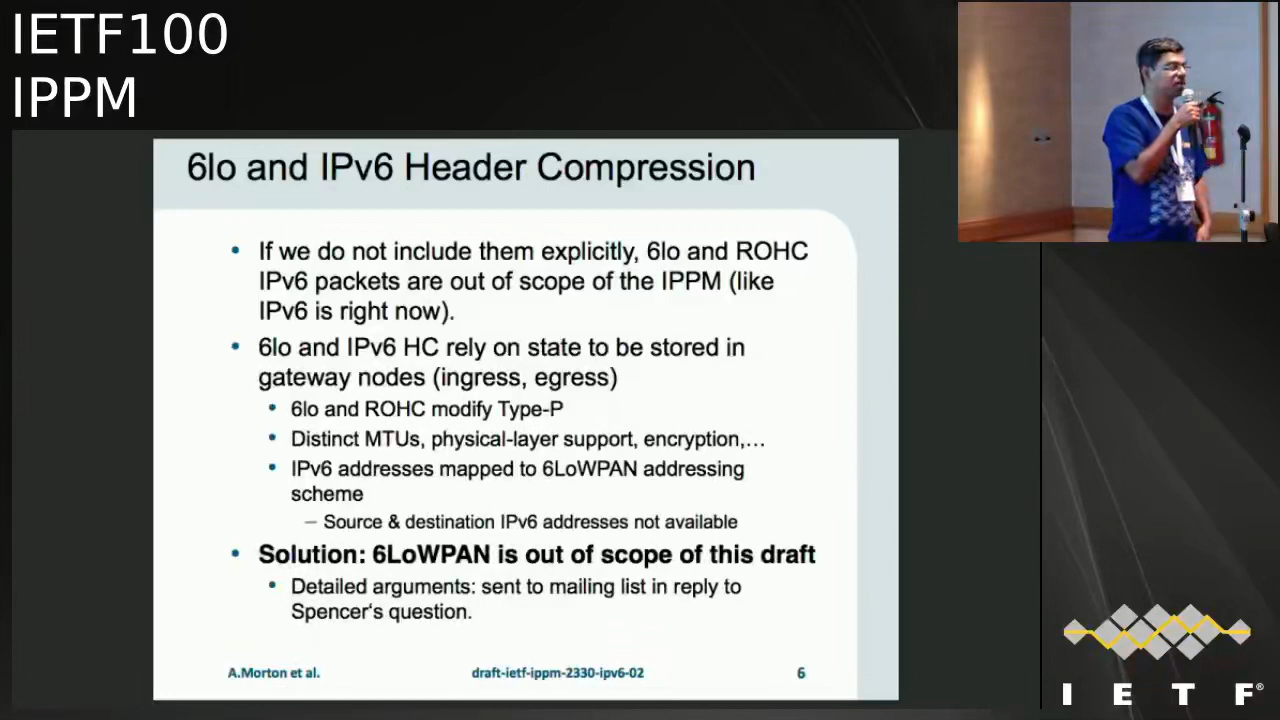 IETF100
IPPM
6lo and IPv6 Header Compression
• If we do not include them explicitly, 6lo and ROHC
IPv6 packets are out of scope of the IPPM (like
IPv6 is right now).
• 6lo and IPv6 HC rely on state to be stored in
gateway nodes (ingress, egress)
• 6lo and ROHC modify Type-P
• Distinct MTUs, physical-layer support, encryption,…
• IPv6 addresses mapped to 6LoWPAN addressing
scheme
– Source & destination IPv6 addresses not available
• Solution: 6LoWPAN is out of scope of this draft
• Detailed arguments: sent to mailing list in reply to
Spencer‘s question.
A.Morton et al. draft-ietf-ippm-2330-ipv6-02 6
I E T F®